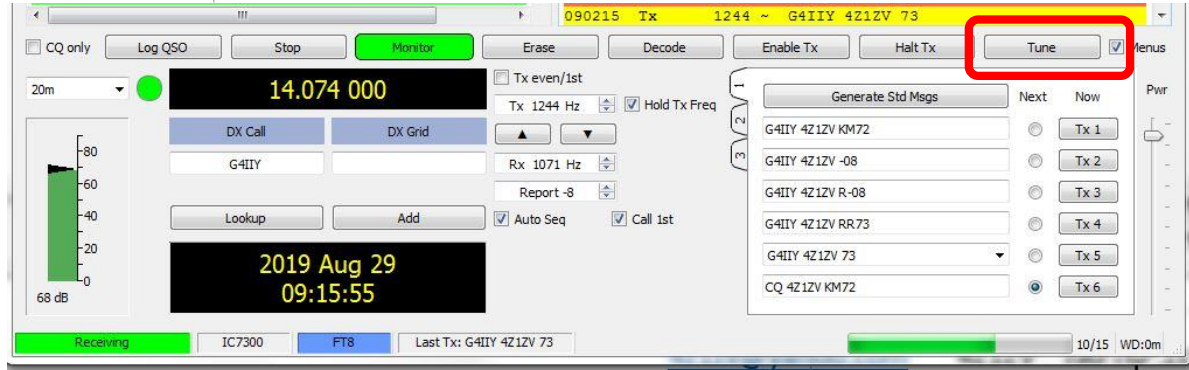 090215 Tx 1244 ~ G4IIY 4Z1ZV 73
CQ only Log QSO Stop Monitor Erase Decode Enable Tx Halt Tx Tune Menus
20m 14.074 000 Tx even/1st
Tx 1244 Hz Hold Tx Freq
DX Call DX Grid
G4IIY
Rx 1071 Hz
Report -8
Lookup Add Auto Seq Call 1st
2019 Aug 29
09:15:55
-80
-60
-40
-20
0
68 dB
1
2
3
Generate Std Msgs Next Now Pwr
G4IIY 4Z1ZV KM72 Tx 1
G4IIY 4Z1ZV -08 Tx 2
G4IIY 4Z1ZV R-08 Tx 3
G4IIY 4Z1ZV RR73 Tx 4
G4IIY 4Z1ZV 73 Tx 5
CQ 4Z1ZV KM72 Tx 6
Receiving IC7300 FT8 Last Tx: G4IIY 4Z1ZV 73 10/15 WD:0m